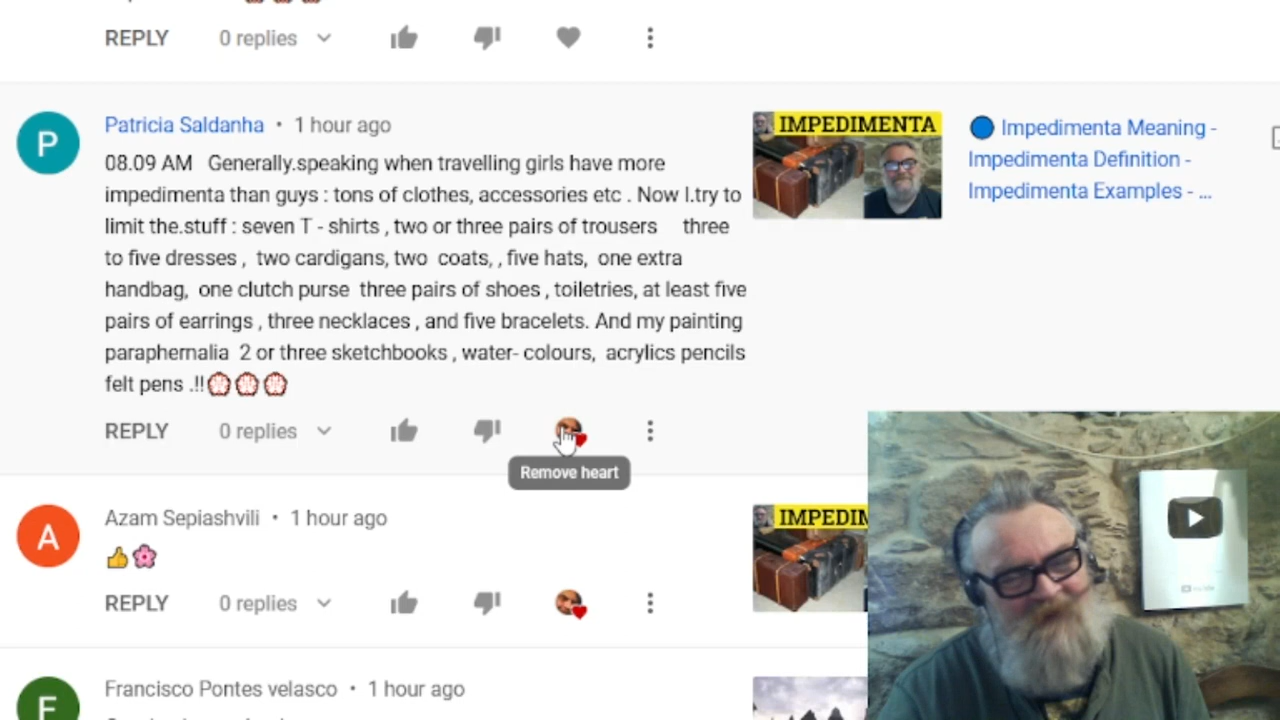 REPLY 0 replies
Patricia Saldanha • 1 hour ago
08.09 AM Generally.speaking when travelling girls have more
impedimenta than guys : tons of clothes, accessories etc . Now I.try to
limit the.stuff : seven T - shirts , two or three pairs of trousers three
to five dresses , two cardigans, two coats, , five hats, one extra
handbag, one clutch purse three pairs of shoes , toiletries, at least five
pairs of earrings , three necklaces , and five bracelets. And my painting
paraphernalia 2 or three sketchbooks , water- colours, acrylics pencils
felt pens .!!
REPLY 0 replies
Remove heart
IMPEDIMENTA
Impedimenta Meaning -
Impedimenta Definition -
Impedimenta Examples - ...
Azam Sepiashvili • 1 hour ago
👍🌸
REPLY 0 replies
IMPEDIM
Francisco Pontes velasco • 1 hour ago
A
P